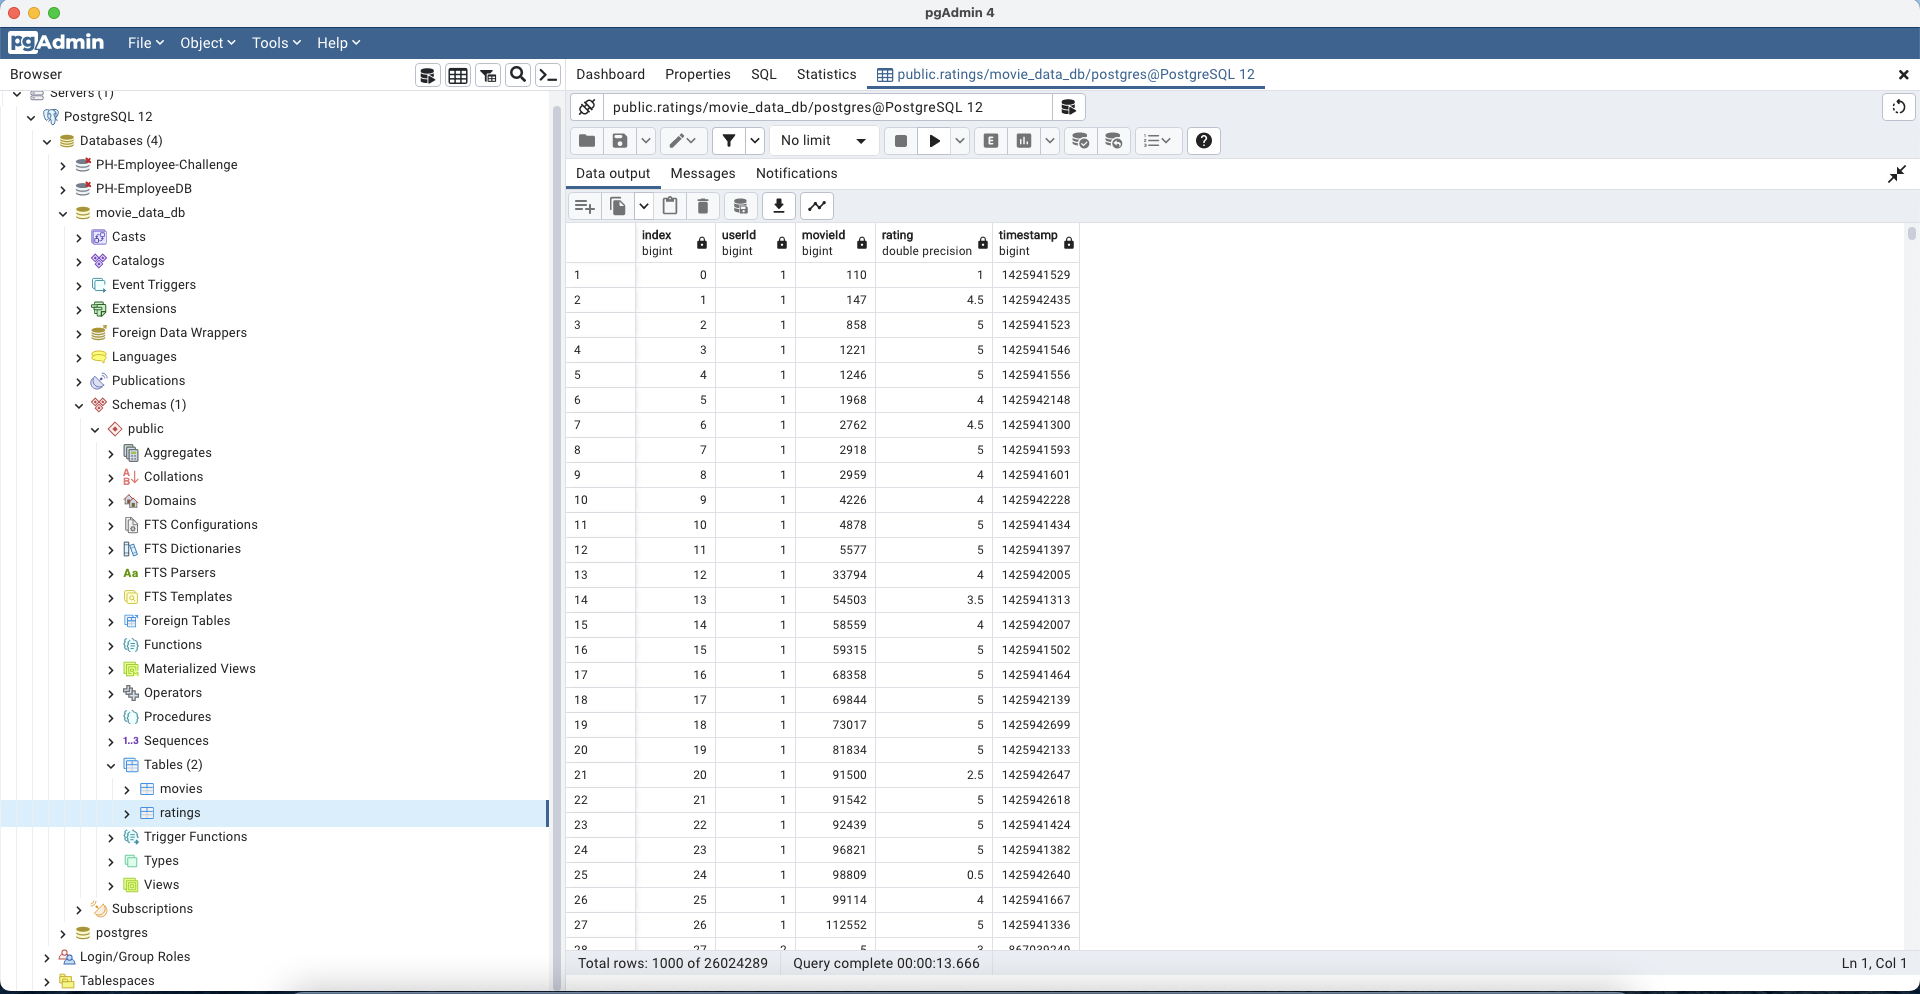 pgAdmin 4
pgAdmin File Object Tools Help
Browser
Dashboard Properties SQL Statistics public.ratings/movie_data_db/postgres@PostgreSQL 12
Servers (1)
PostgreSQL 12
Databases (4)
PH-Employee-Challenge
PH-EmployeeDB
movie_data_db
Casts
Catalogs
Event Triggers
Extensions
Foreign Data Wrappers
Languages
Publications
Schemas (1)
public
Aggregates
Collations
Domains
FTS Configurations
FTS Dictionaries
Aa FTS Parsers
FTS Templates
Foreign Tables
Functions
Materialized Views
Operators
Procedures
1..3 Sequences
Tables (2)
movies
ratings
Trigger Functions
Types
Views
Subscriptions
postgres
Login/Group Roles
Tablespaces
public.ratings/movie_data_db/postgres@PostgreSQL 12
No limit E
Data output Messages Notifications
index userId movieId rating timestamp
bigint bigint bigint double precision bigint
1 0 1 110 1 1425941529
2 1 1 147 4.5 1425942435
3 2 1 858 5 1425941523
4 3 1 1221 5 1425941546
5 4 1 1246 5 1425941556
6 5 1 1968 4 1425942148
7 6 1 2762 4.5 1425941300
8 7 1 2918 5 1425941593
9 8 1 2959 4 1425941601
10 9 1 4226 4 1425942228
11 10 1 4878 5 1425941434
12 11 1 5577 5 1425941397
13 12 1 33794 4 1425942005
14 13 1 54503 3.5 1425941313
15 14 1 58559 4 1425942007
16 15 1 59315 5 1425941502
17 16 1 68358 5 1425941464
18 17 1 69844 5 1425942139
19 18 1 73017 5 1425942699
20 19 1 81834 5 1425942133
21 20 1 91500 2.5 1425942647
22 21 1 91542 5 1425942618
23 22 1 92439 5 1425941424
24 23 1 96821 5 1425941382
25 24 1 98809 0.5 1425942640
26 25 1 99114 4 1425941667
27 26 1 112552 5 1425941336
28 27 2 5 3 867039249
Total rows: 1000 of 26024289 Query complete 00:00:13.666 Ln 1, Col 1